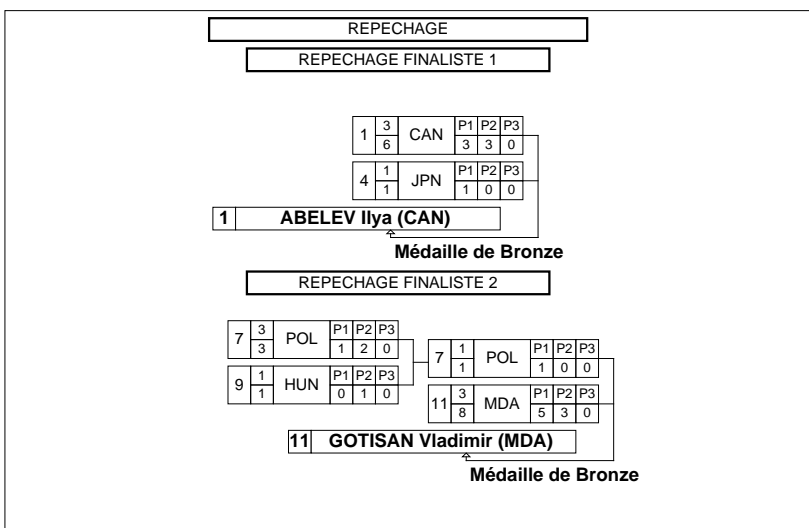 REPECHAGE
REPECHAGE FINALISTE 1
1 3 6 CAN P1 P2 P3 3 3 0
4 1 1 JPN P1 P2 P3 1 0 0
1 ABELEV Ilya (CAN)
Médaille de Bronze
REPECHAGE FINALISTE 2
7 3 3 POL P1 P2 P3 1 2 0
9 1 1 HUN P1 P2 P3 0 1 0
7 1 1 POL P1 P2 P3 1 0 0
11 3 8 MDA P1 P2 P3 5 3 0
11 GOTISAN Vladimir (MDA)
Médaille de Bronze